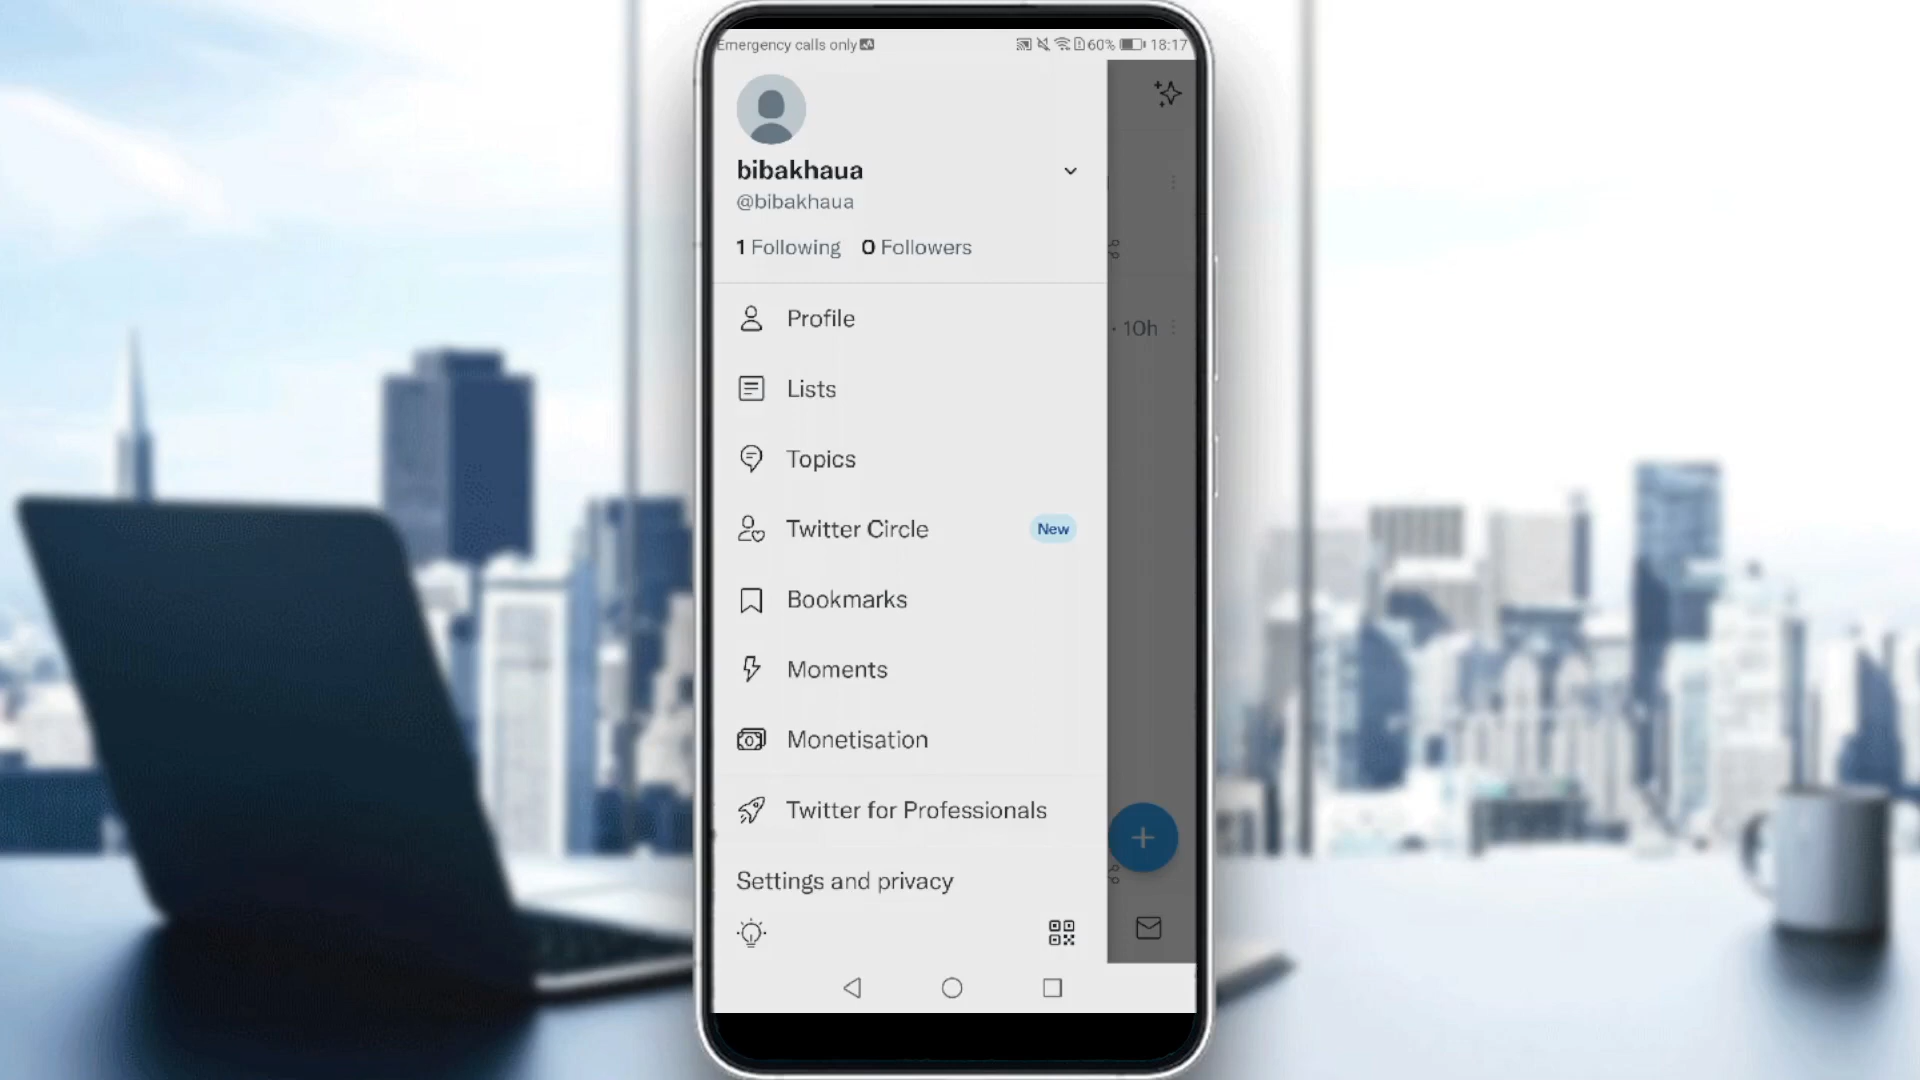 Emergency calls only
60% 18:17
bibakhaua
@bibakhaua
1 Following 0 Followers
Profile
Lists
· 10h
Topics
Twitter Circle New
Bookmarks
Moments
Monetisation
Twitter for Professionals
Settings and privacy